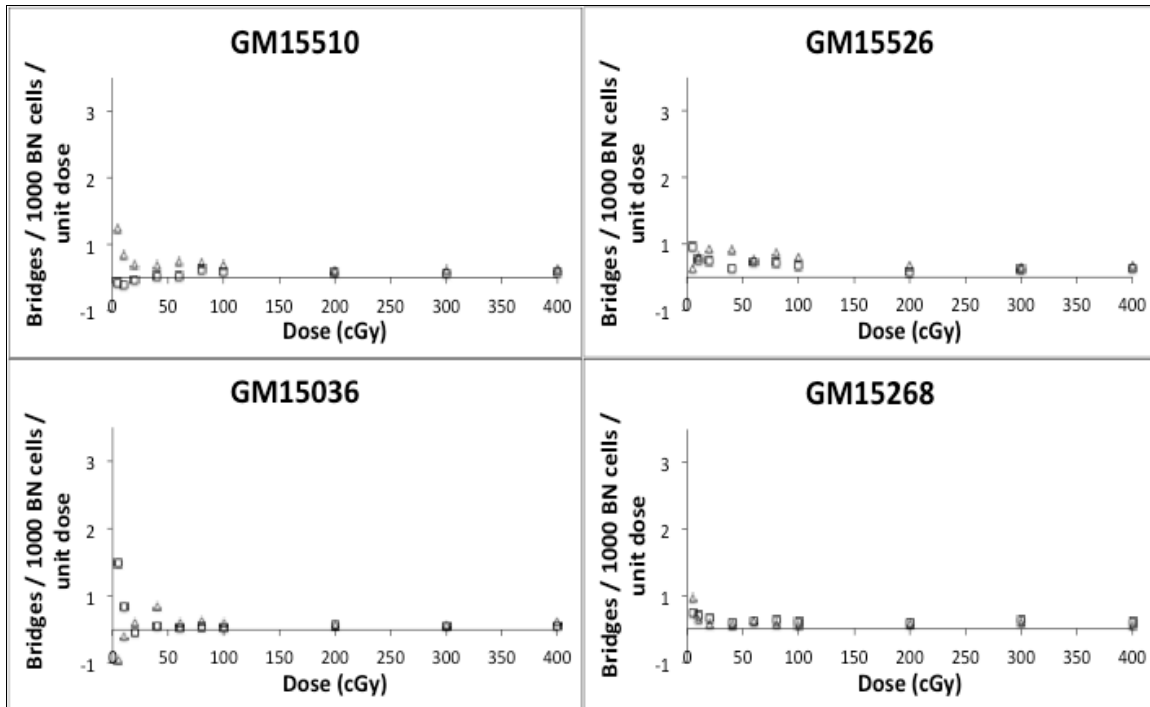 GM15510
Bridges / 1000 BN cells /
unit dose
3
2
1
-1
0 50 100 150 200 250 300 350 400
Dose (cGy)
GM15526
Bridges / 1000 BN cells /
unit dose
3
2
1
-1
0 50 100 150 200 250 300 350 400
Dose (cGy)
GM15036
Bridges / 1000 BN cells /
unit dose
3
2
1
-1
0 50 100 150 200 250 300 350 400
Dose (cGy)
GM15268
Bridges / 1000 BN cells /
unit dose
3
2
1
-1
0 50 100 150 200 250 300 350 400
Dose (cGy)